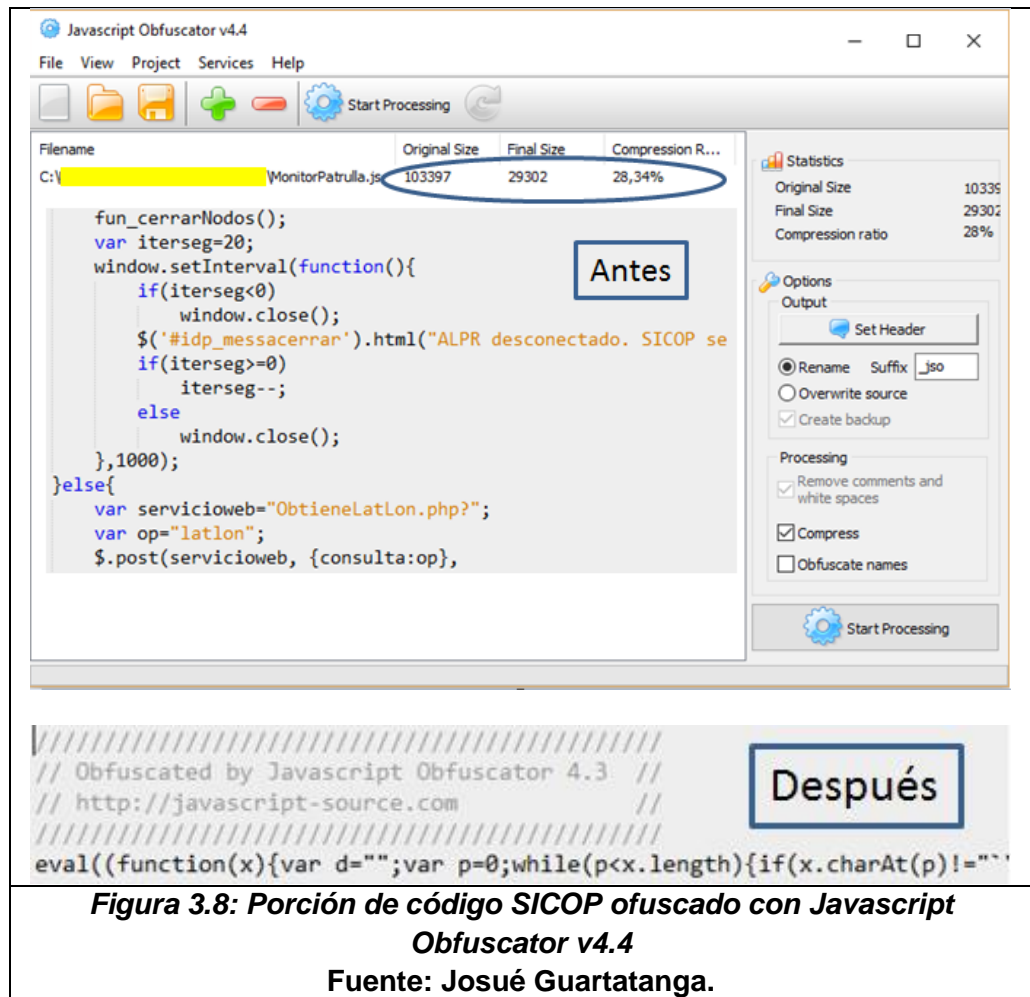 Javascript Obfuscator v4.4
File View Project Services Help
Start Processing
Filename Original Size Final Size Compression R...
C:\ \MonitorPatrulla.js 103397 29302 28,34%
fun_cerrarNodos();
var iterseg=20;
window.setInterval(function(){
if(iterseg<0)
window.close();
$('#idp_messacerrar').html("ALPR desconectado. SICOP se
if(iterseg>=0)
iterseg--;
else
window.close();
},1000);
}else{
var servicioweb="ObtieneLatLon.php?";
var op="latlon";
$.post(servicioweb, {consulta:op},
Antes
Statistics
Original Size 10339
Final Size 29302
Compression ratio 28%
Options
Output
Set Header
Rename Suffix _jso
Overwrite source
Create backup
Processing
Remove comments and
white spaces
Compress
Obfuscate names
Start Processing
///////////////////////////////////////////////
// Obfuscated by Javascript Obfuscator 4.3 //
// http://javascript-source.com //
///////////////////////////////////////////////
eval((function(x){var d="";var p=0;while(p<x.length){if(x.charAt(p)!="`
Después
Figura 3.8: Porción de código SICOP ofuscado con Javascript
Obfuscator v4.4
Fuente: Josué Guartatanga.